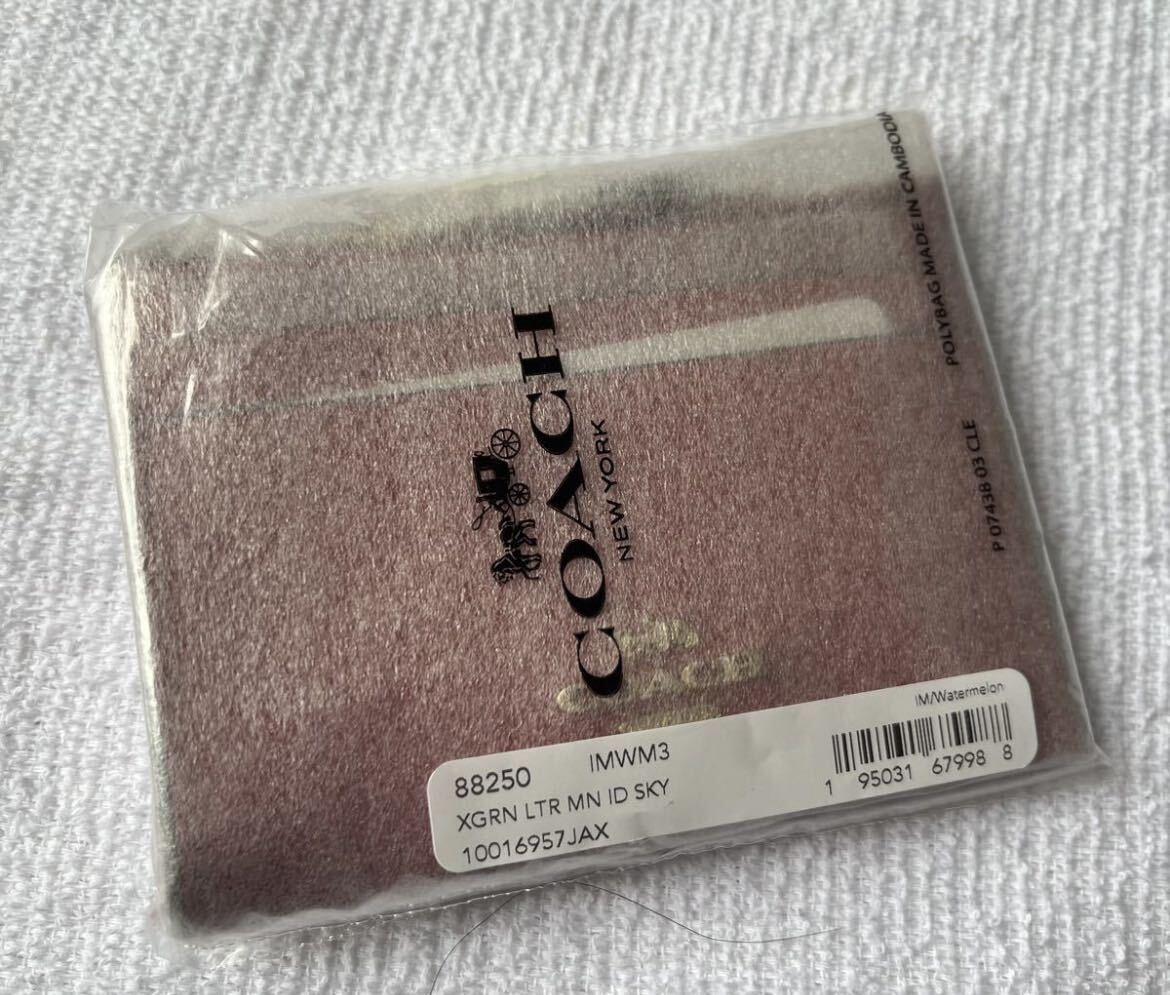 COACH
NEW YORK
POLYBAG MADE IN CAMBODIA
P 07438 03 CLE
COACH
88250 IMWM3
XGRN LTR MN ID SKY
10016957JAX
IM/Watermelon
1 95031 67998 8